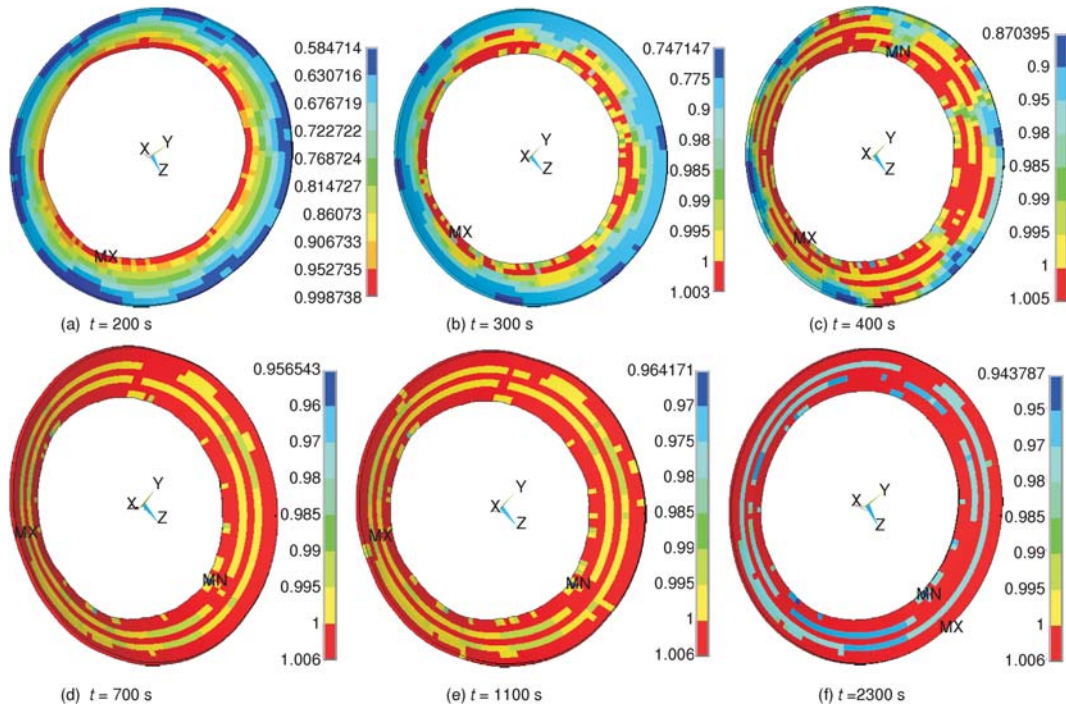 0.584714
0.630716
0.676719
0.722722
0.768724
0.814727
0.86073
0.906733
0.952735
0.998738
X Y Z
MX
(a) t = 200 s
0.747147
0.775
0.9
0.98
0.985
0.99
0.995
1
1.003
X Y Z
MX
(b) t = 300 s
0.870395
0.9
0.95
0.98
0.985
0.99
0.995
1
1.005
MN
X Y Z
MX
(c) t = 400 s
0.956543
0.96
0.97
0.98
0.985
0.99
0.995
1
1.006
X Y Z
MX
MN
(d) t = 700 s
0.964171
0.97
0.975
0.98
0.985
0.99
0.995
1
1.006
X Y Z
MX
MN
(e) t = 1100 s
0.943787
0.95
0.97
0.98
0.985
0.99
0.995
1
1.006
X Y Z
MN
MX
(f) t =2300 s